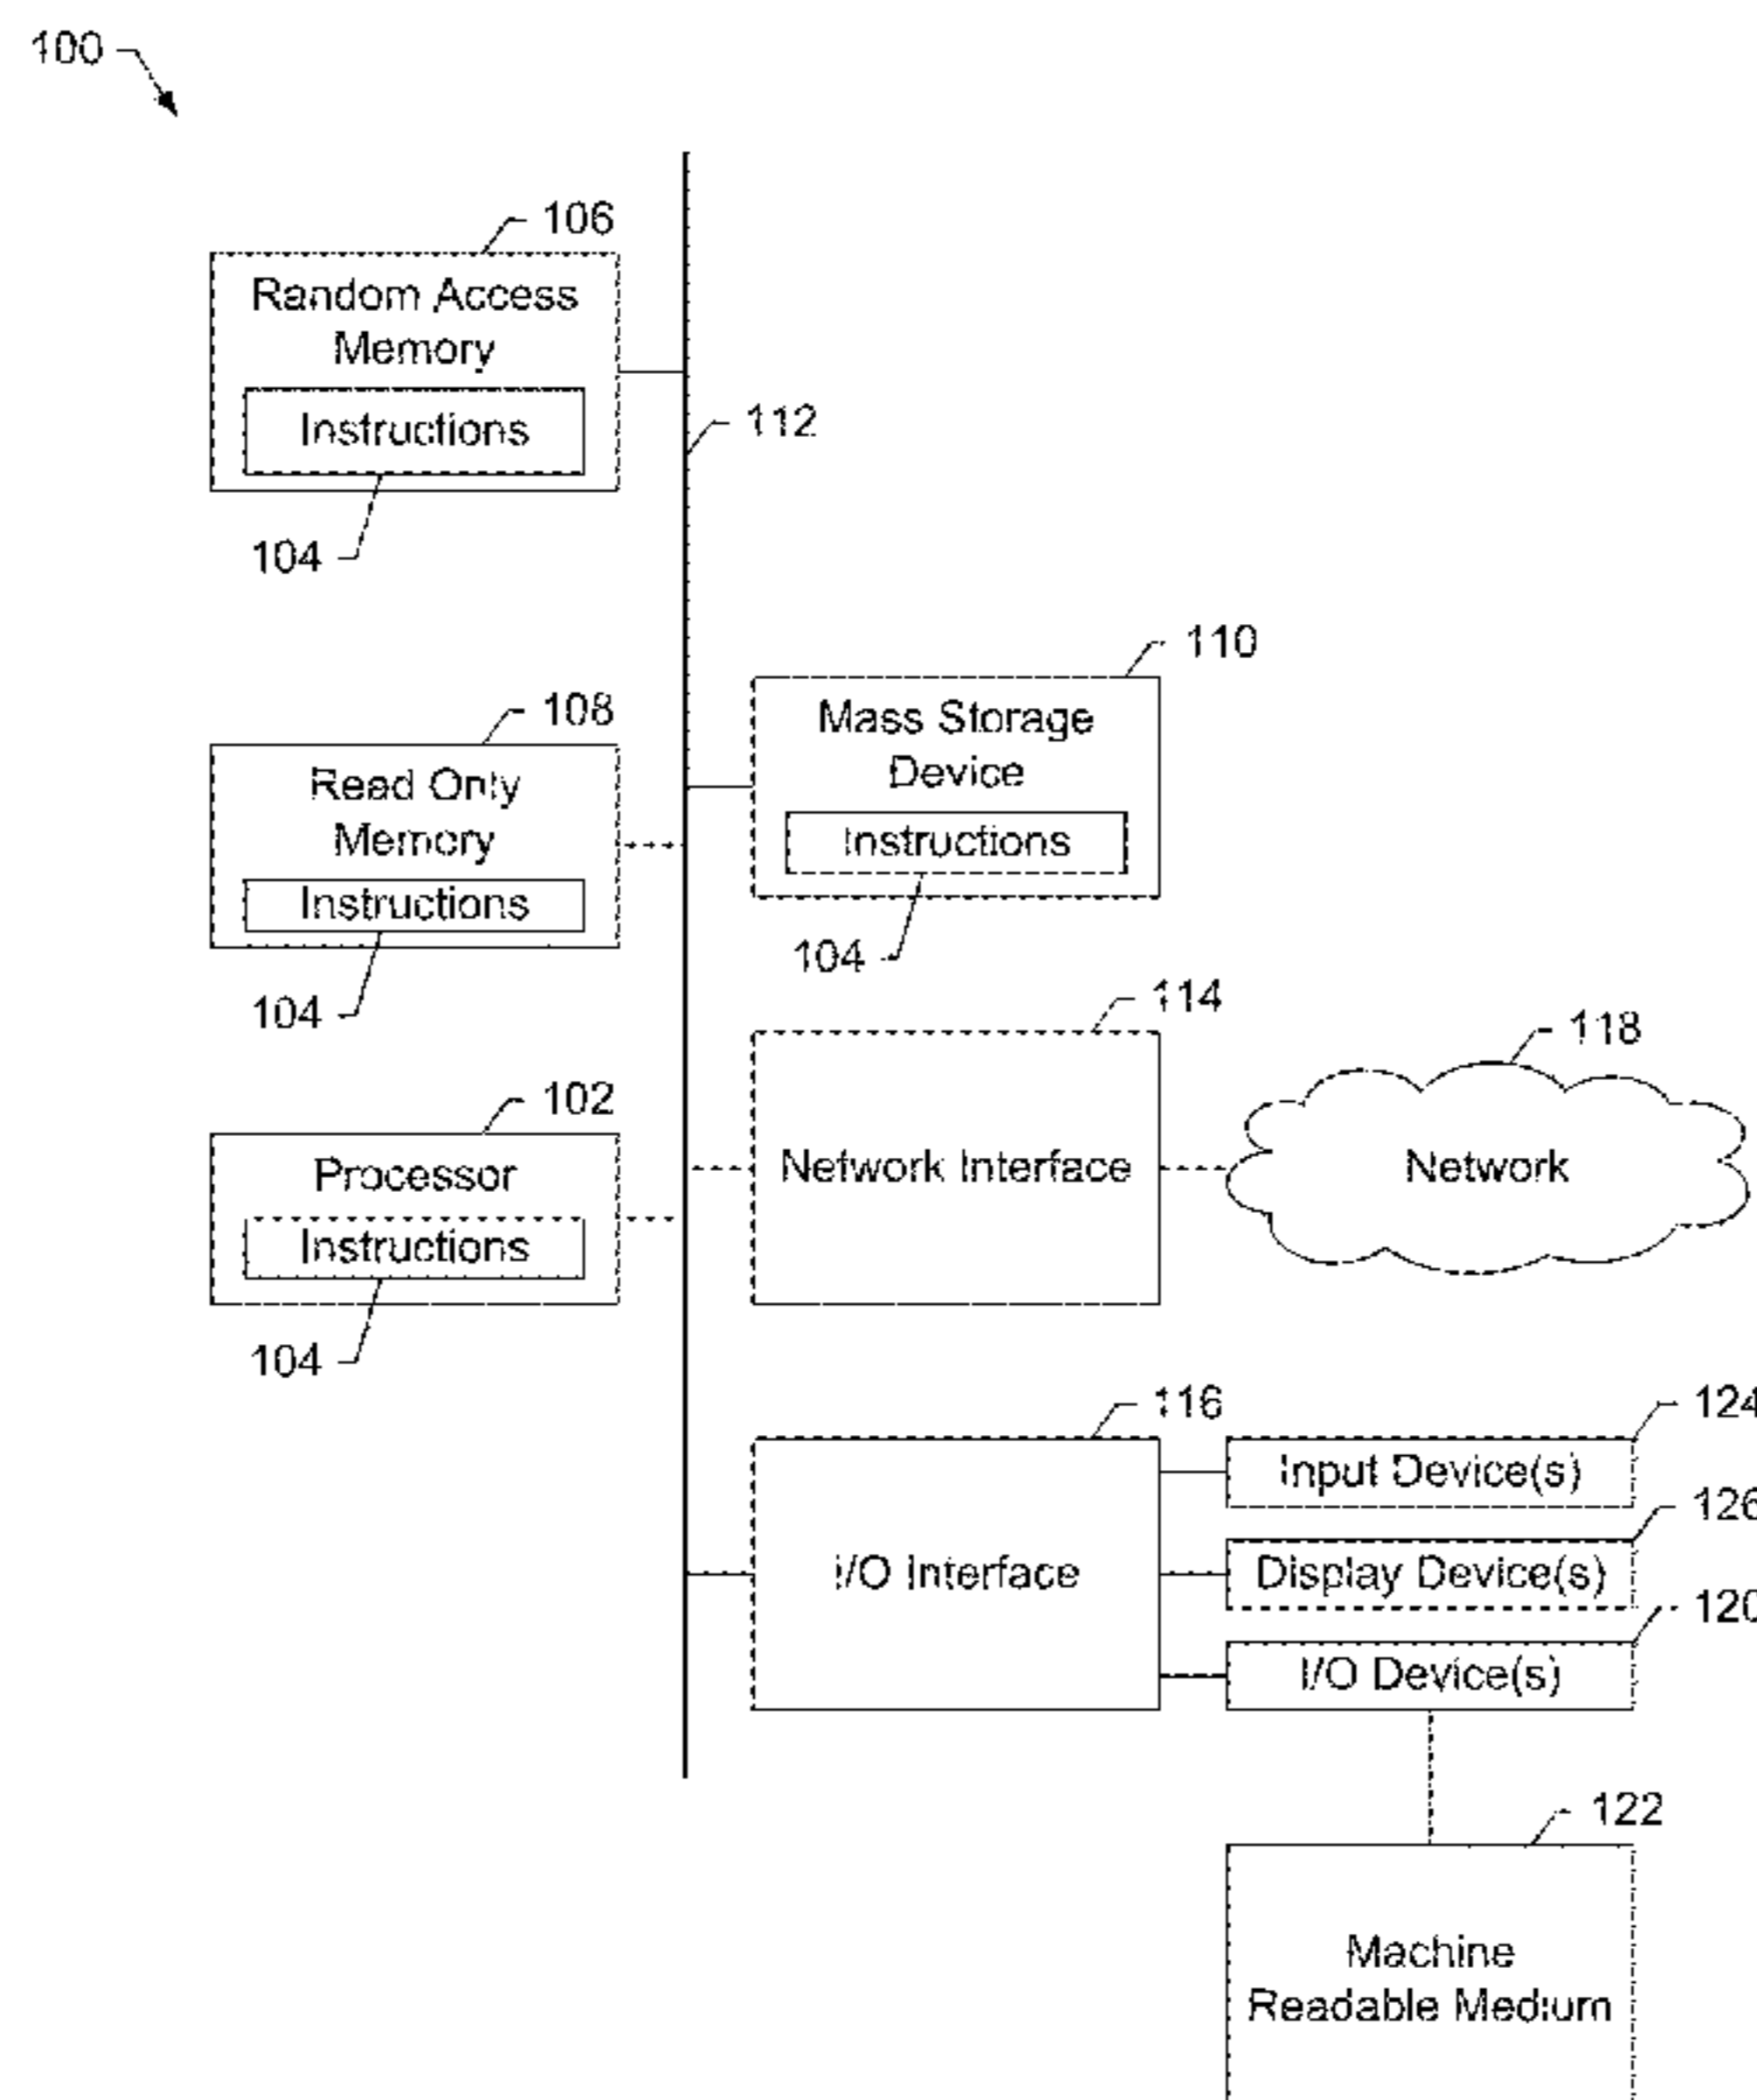 100
106
Random Access
Memory
Instructions
104
112
110
Mass Storage
Device
Instructions
104
108
Read Only
Memory
Instructions
104
114
Network Interface
118
Network
102
Processor
Instructions
104
116
I/O Interface
124
Input Device(s)
126
Display Device(s)
120
I/O Device(s)
122
Machine
Readable Medium